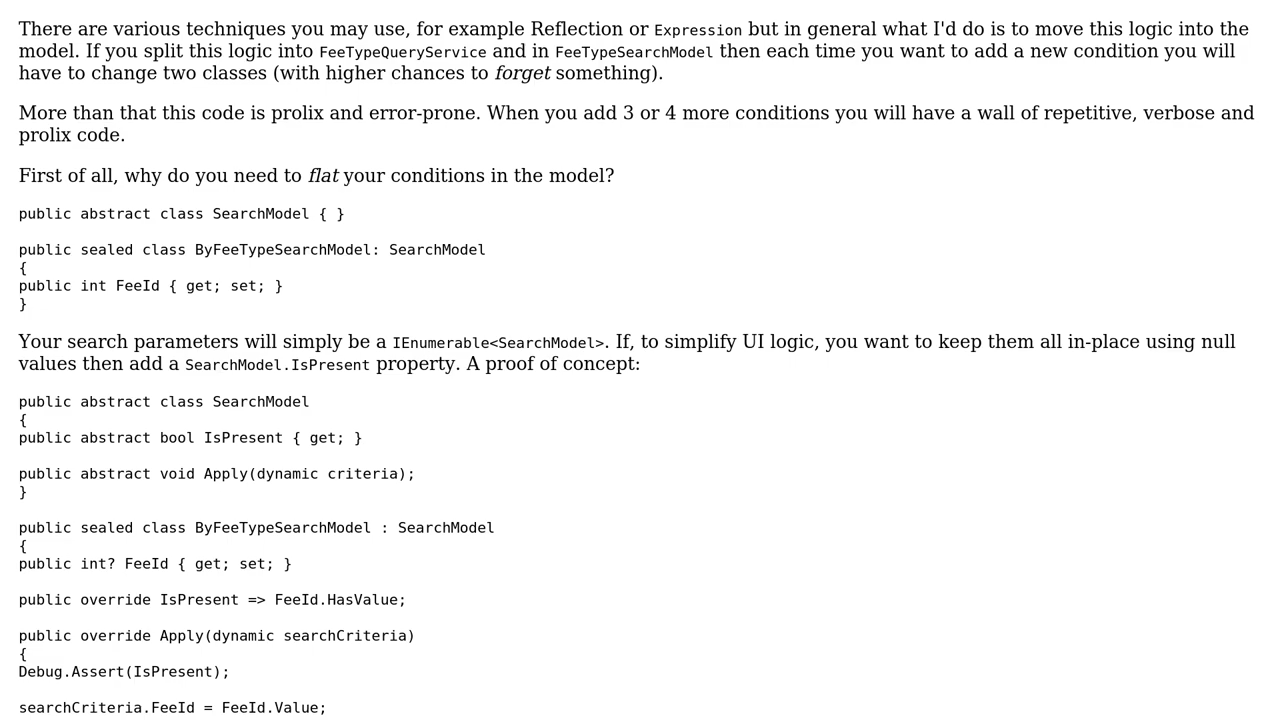 There are various techniques you may use, for example Reflection or Expression but in general what I'd do is to move this logic into the
model. If you split this logic into FeeTypeQueryService and in FeeTypeSearchModel then each time you want to add a new condition you will
have to change two classes (with higher chances to forget something).
More than that this code is prolix and error-prone. When you add 3 or 4 more conditions you will have a wall of repetitive, verbose and
prolix code.
First of all, why do you need to flat your conditions in the model?
public abstract class SearchModel { }
public sealed class ByFeeTypeSearchModel: SearchModel
{
public int FeeId { get; set; }
}
Your search parameters will simply be a IEnumerable<SearchModel>. If, to simplify UI logic, you want to keep them all in-place using null
values then add a SearchModel.IsPresent property. A proof of concept:
public abstract class SearchModel
{
public abstract bool IsPresent { get; }
public abstract void Apply(dynamic criteria);
}
public sealed class ByFeeTypeSearchModel : SearchModel
{
public int? FeeId { get; set; }
public override IsPresent => FeeId.HasValue;
public override Apply(dynamic searchCriteria)
{
Debug.Assert(IsPresent);
searchCriteria.FeeId = FeeId.Value;